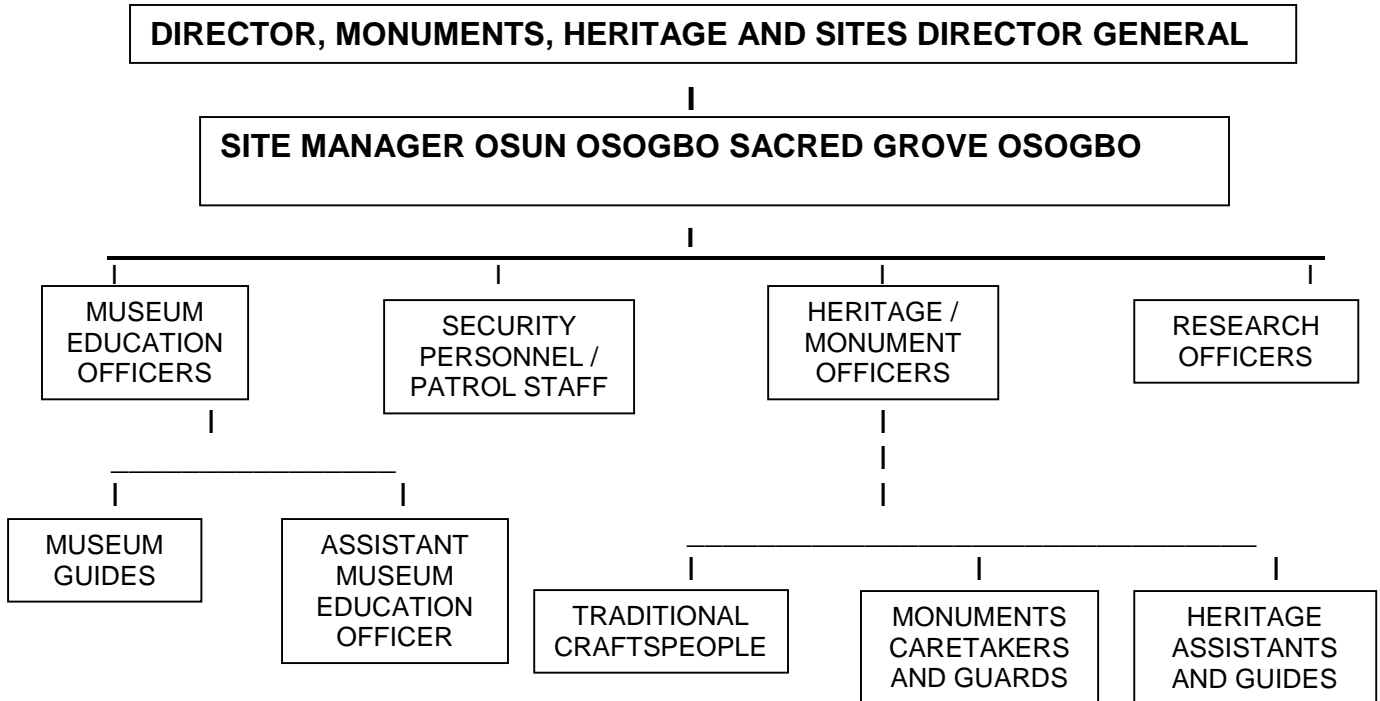 DIRECTOR, MONUMENTS, HERITAGE AND SITES DIRECTOR GENERAL
SITE MANAGER OSUN OSOGBO SACRED GROVE OSOGBO
MUSEUM
EDUCATION
OFFICERS
SECURITY
PERSONNEL /
PATROL STAFF
HERITAGE /
MONUMENT
OFFICERS
RESEARCH
OFFICERS
MUSEUM
GUIDES
ASSISTANT
MUSEUM
EDUCATION
OFFICER
TRADITIONAL
CRAFTSPEOPLE
MONUMENTS
CARETAKERS
AND GUARDS
HERITAGE
ASSISTANTS
AND GUIDES